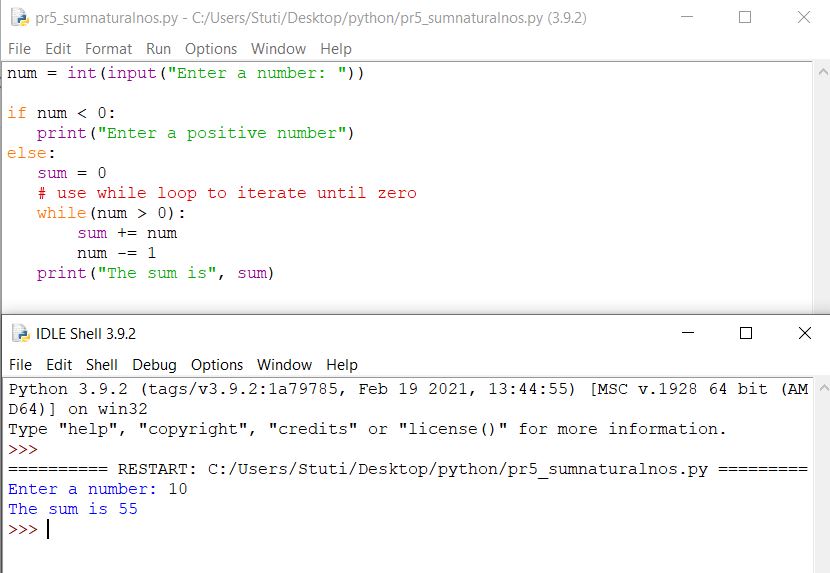 pr5_sumnaturalnos.py - C:/Users/Stuti/Desktop/python/pr5_sumnaturalnos.py (3.9.2)
File Edit Format Run Options Window Help
num = int(input("Enter a number: "))
if num < 0:
   print("Enter a positive number")
else:
   sum = 0
   # use while loop to iterate until zero
   while(num > 0):
       sum += num
       num -= 1
   print("The sum is", sum)
IDLE Shell 3.9.2
File Edit Shell Debug Options Window Help
Python 3.9.2 (tags/v3.9.2:1a79785, Feb 19 2021, 13:44:55) [MSC v.1928 64 bit (AM
D64)] on win32
Type "help", "copyright", "credits" or "license()" for more information.
>>>
========== RESTART: C:/Users/Stuti/Desktop/python/pr5_sumnaturalnos.py =========
Enter a number: 10
The sum is 55
>>>